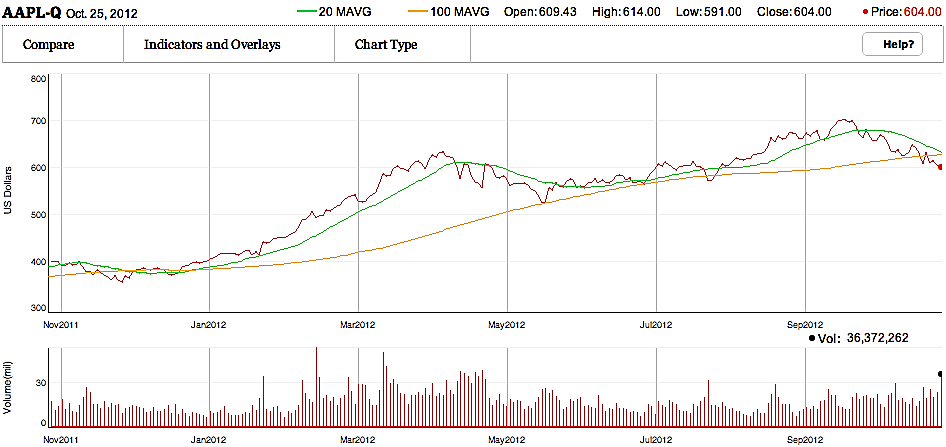 AAPL-Q Oct. 25, 2012 20 MAVG 100 MAVG Open: 609.43 High: 614.00 Low: 591.00 Close: 604.00 Price: 604.00
Compare Indicators and Overlays Chart Type Help?
800
700
600
500
400
300
US Dollars
Nov2011 Jan2012 Mar2012 May2012 Jul2012 Sep2012
Vol: 36,372,262
30
0
Volume(mil)
Nov2011 Jan2012 Mar2012 May2012 Jul2012 Sep2012